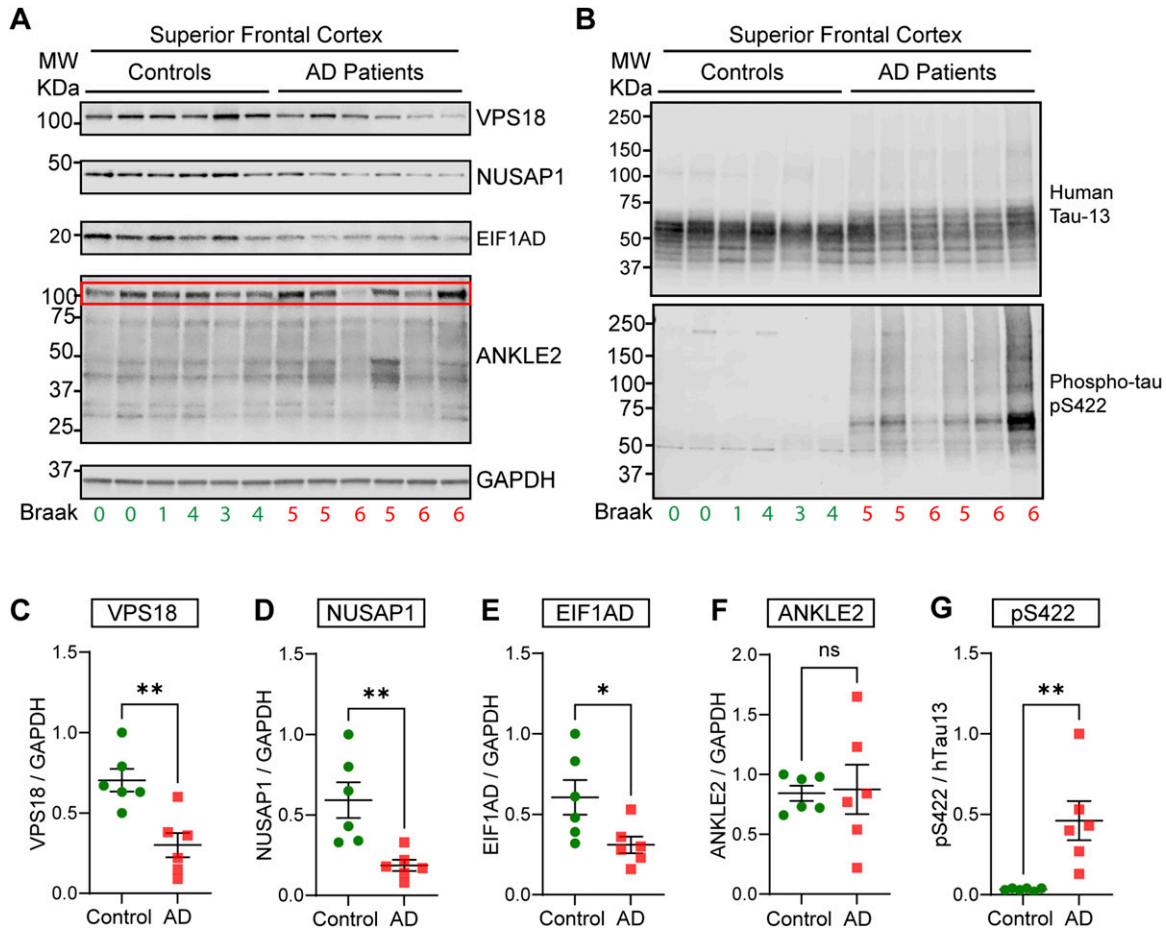 A
Superior Frontal Cortex
MW
KDa
Controls
AD Patients
100
VPS18
50
NUSAP1
20
EIF1AD
100
75
50
37
25
ANKLE2
37
GAPDH
Braak 0 0 1 4 3 4 5 5 6 5 6 6
B
Superior Frontal Cortex
MW
KDa
Controls
AD Patients
250
150
100
75
50
37
Human
Tau-13
250
150
100
75
50
37
Phospho-tau
pS422
Braak 0 0 1 4 3 4 5 5 6 5 6 6
C VPS18
VPS18 / GAPDH
1.5
1.0
0.5
0.0
**
Control AD
D NUSAP1
NUSAP1 / GAPDH
1.5
1.0
0.5
0.0
**
Control AD
E EIF1AD
EIF1AD / GAPDH
1.5
1.0
0.5
0.0
*
Control AD
F ANKLE2
ANKLE2 / GAPDH
2.0
1.5
1.0
0.5
0.0
ns
Control AD
G pS422
pS422 / hTau13
1.5
1.0
0.5
0.0
**
Control AD